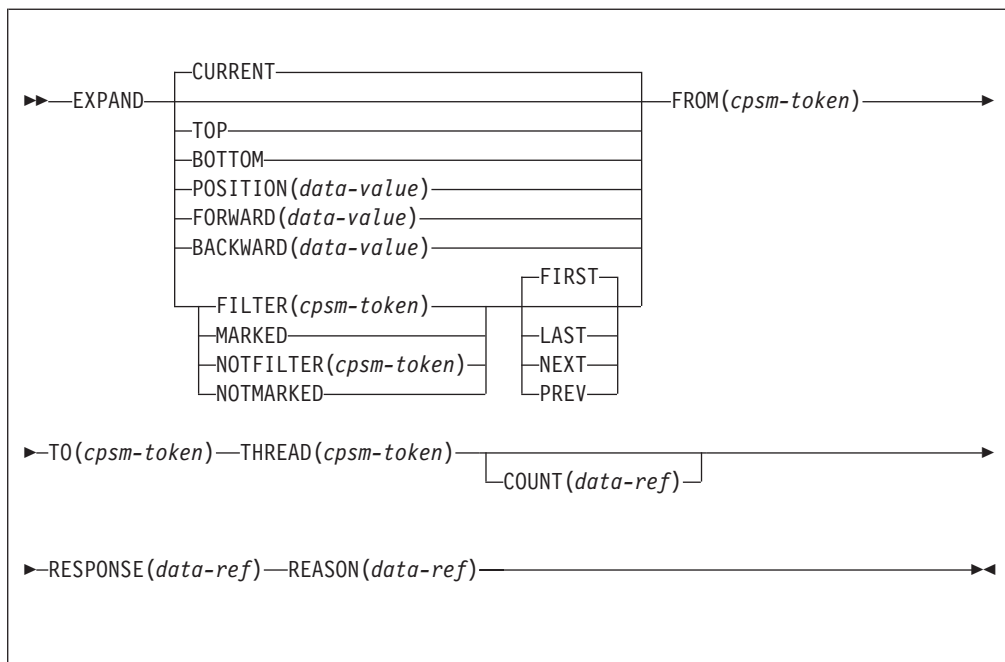 CURRENT
EXPAND FROM(cpsm-token)
TOP
BOTTOM
POSITION(data-value)
FORWARD(data-value)
BACKWARD(data-value)
FIRST
FILTER(cpsm-token)
MARKED LAST
NOTFILTER(cpsm-token) NEXT
NOTMARKED PREV
TO(cpsm-token) THREAD(cpsm-token)
COUNT(data-ref)
RESPONSE(data-ref) REASON(data-ref)